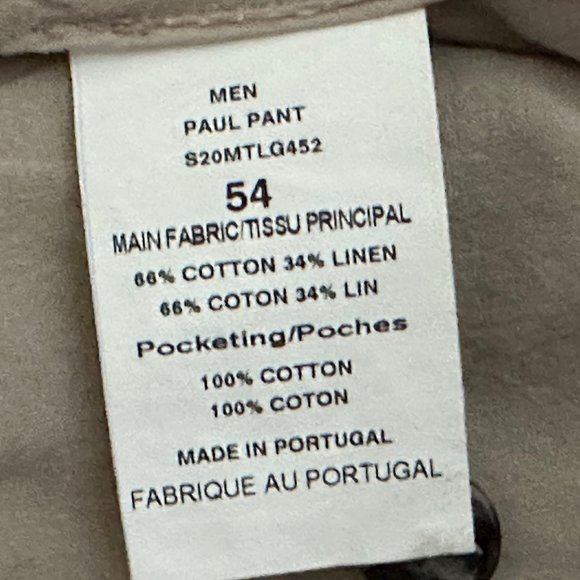 MEN
PAUL PANT
S20MTLG452
54
MAIN FABRIC/TISSU PRINCIPAL
66% COTTON 34% LINEN
66% COTON 34% LIN
Pocketing/Poches
100% COTTON
100% COTON
MADE IN PORTUGAL
FABRIQUE AU PORTUGAL